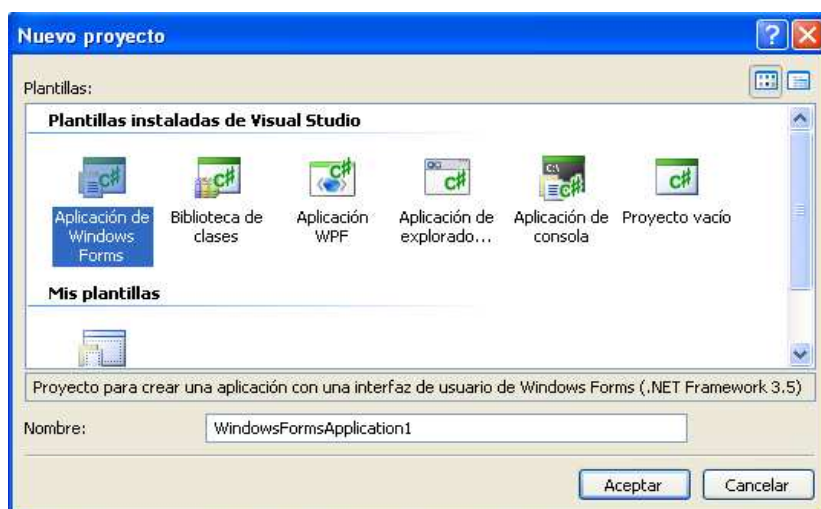 Nuevo proyecto
Plantillas:
Plantillas instaladas de Visual Studio
Aplicación de Windows Forms
Biblioteca de clases
Aplicación WPF
Aplicación de explorado...
Aplicación de consola
Proyecto vacío
Mis plantillas
Proyecto para crear una aplicación con una interfaz de usuario de Windows Forms (.NET Framework 3.5)
Nombre: WindowsFormsApplication1
Aceptar Cancelar